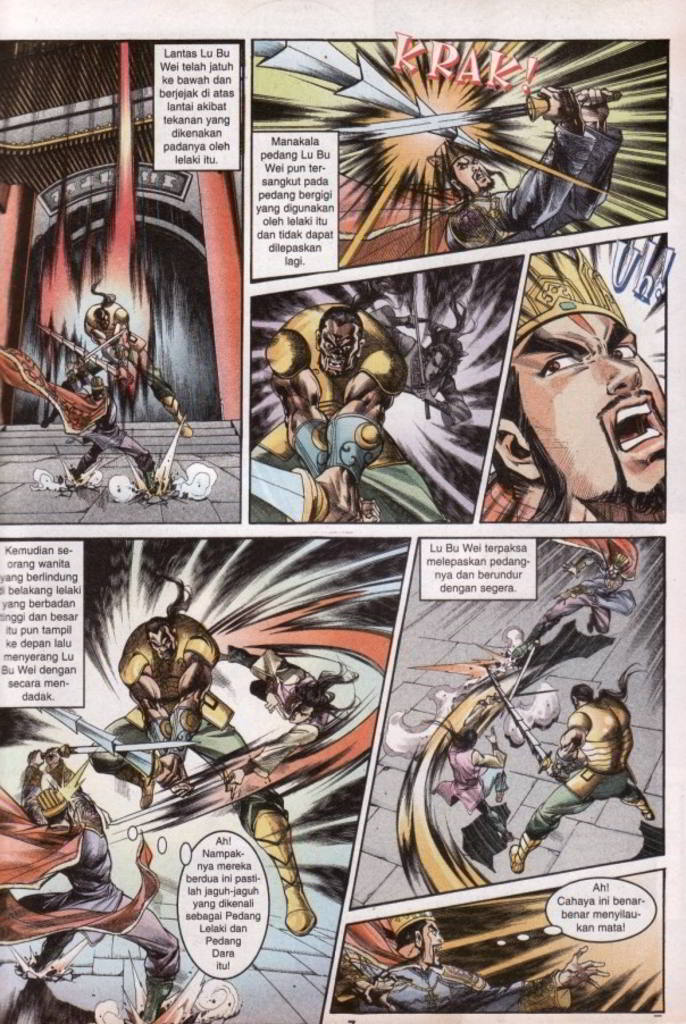 Lantas Lu Bu
Wei telah jatuh
ke bawah dan
berjejak di atas
lantai akibat
tekanan yang
dikenakan
padanya oleh
lelaki itu.
KRAK!
Manakala
pedang Lu Bu
Wei pun ter-
sangkut pada
pedang bergigi
yang digunakan
oleh lelaki itu
dan tidak dapat
dilepaskan
lagi.
Uh!
Kemudian se-
orang wanita
yang berlindung
di belakang lelaki
yang berbadan
tinggi dan besar
itu pun tampil
ke depan lalu
menyerang Lu
Bu Wei dengan
secara men-
dadak.
Ah!
Nampak-
nya mereka
berdua ini pasti-
lah jaguh-jaguh
yang dikenali
sebagai Pedang
Lelaki dan
Pedang
Dara
itu!
Lu Bu Wei terpaksa
melepaskan pedang-
nya dan berundur
dengan segera.
Ah!
Cahaya ini benar-
benar menyilau-
kan mata!